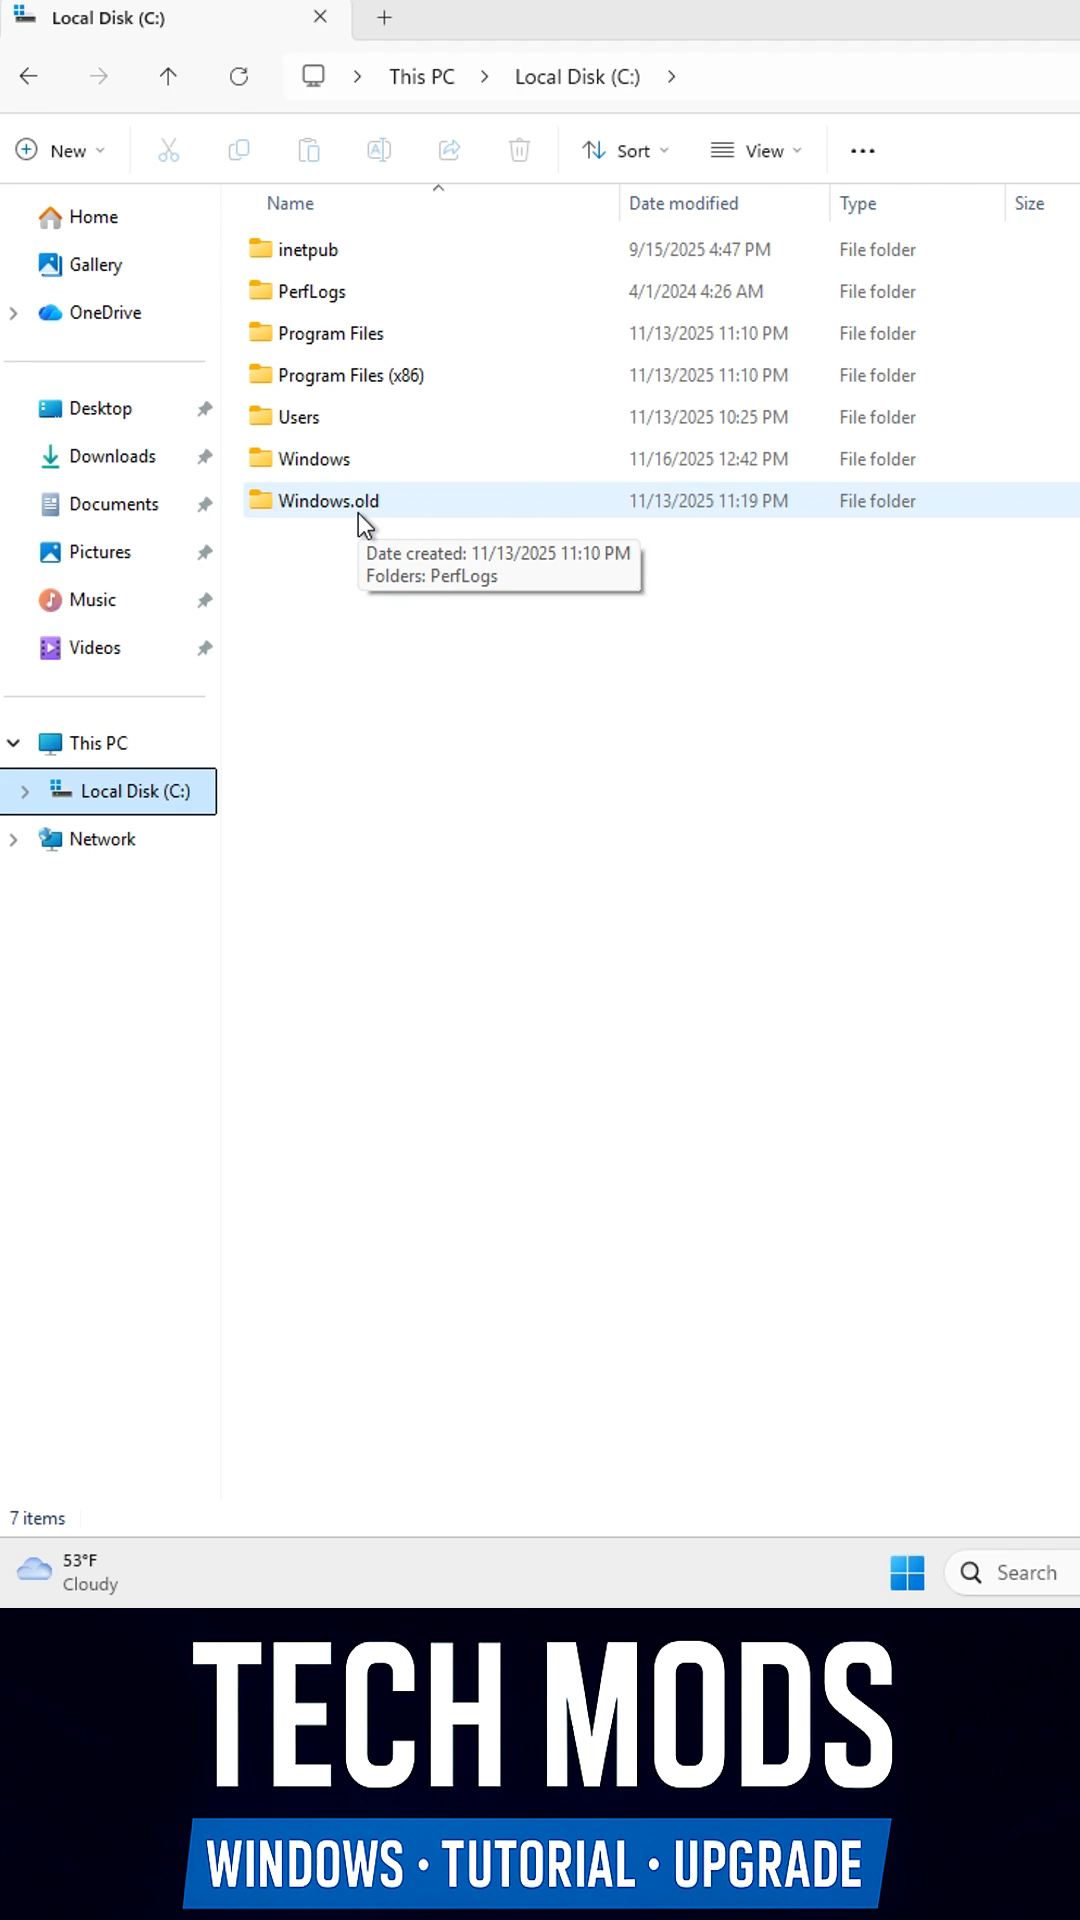 Local Disk (C:)
This PC > Local Disk (C:) >
New Sort View ...
Name Date modified Type Size
Home
Gallery
OneDrive
Desktop
Downloads
Documents
Pictures
Music
Videos
This PC
Local Disk (C:)
Network
inetpub 9/15/2025 4:47 PM File folder
PerfLogs 4/1/2024 4:26 AM File folder
Program Files 11/13/2025 11:10 PM File folder
Program Files (x86) 11/13/2025 11:10 PM File folder
Users 11/13/2025 10:25 PM File folder
Windows 11/16/2025 12:42 PM File folder
Windows.old 11/13/2025 11:19 PM File folder
Date created: 11/13/2025 11:10 PM
Folders: PerfLogs
7 items
53°F
Cloudy
Search
TECH MODS
WINDOWS • TUTORIAL • UPGRADE